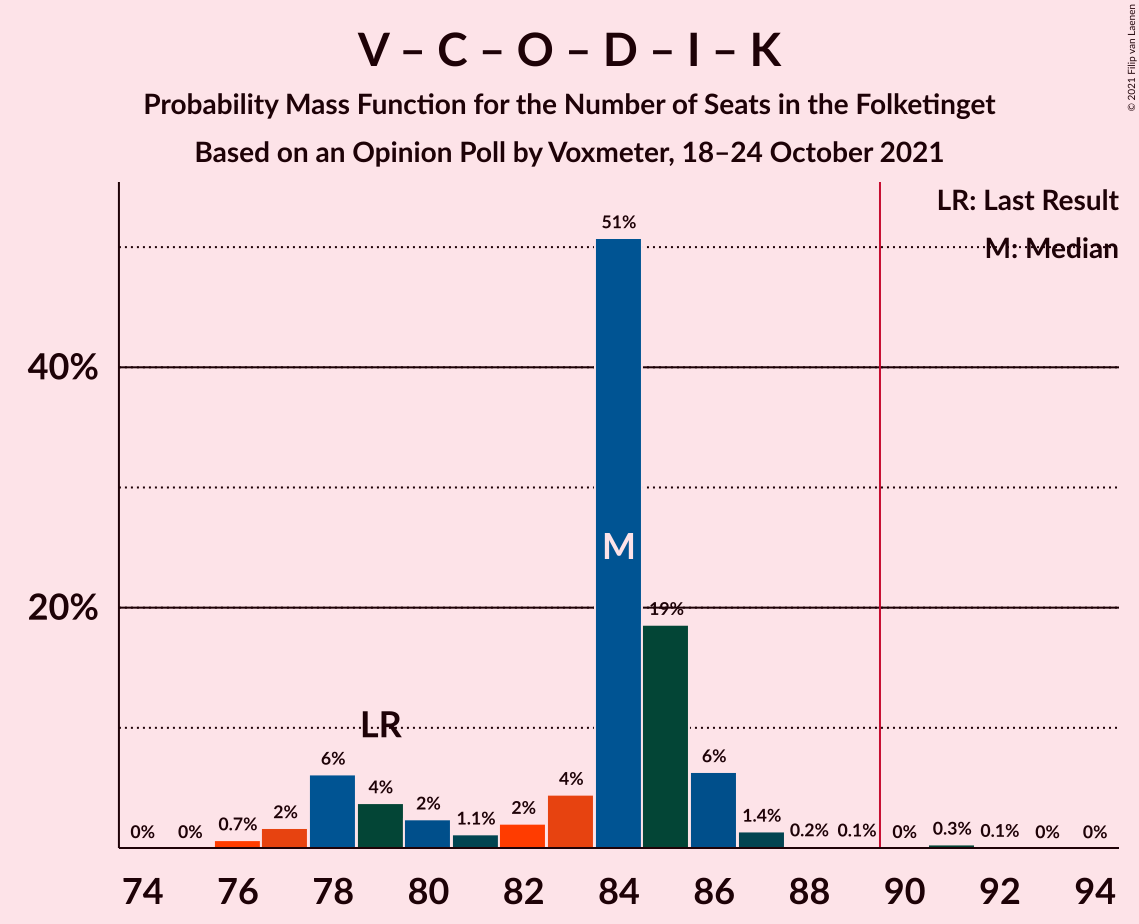 V – C – O – D – I – K
Probability Mass Function for the Number of Seats in the Folketinget
Based on an Opinion Poll by Voxmeter, 18–24 October 2021
© 2021 Filip van Laenen
LR: Last Result
M: Median
51%
40%
M
20%
19%
LR
6%
6%
4%
4%
2%
2%
2%
1.1%
1.4%
0.7%
0%
0%
0.2%
0.1%
0%
0.3%
0.1%
0%
0%
74 76 78 80 82 84 86 88 90 92 94